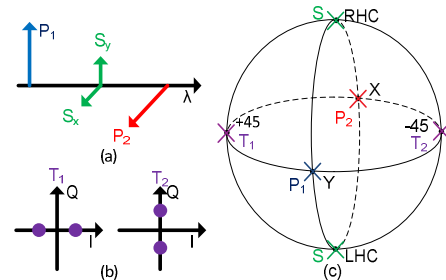 P1
Sy
Sx
P2
λ
(a)
T1
Q
I
T2
Q
I
(b)
S RHC
X
P2
+45
T1
-45
T2
P1 Y
S LHC
(c)